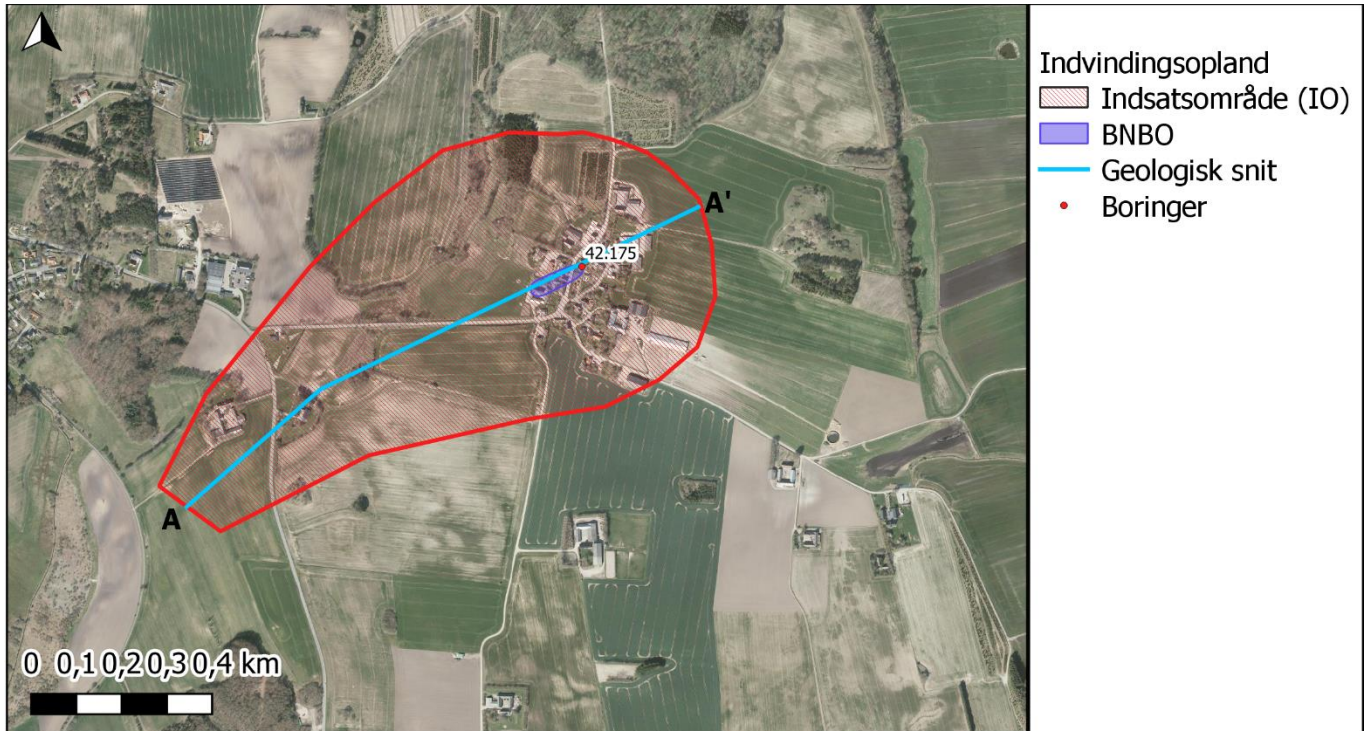 A'
42.175
A
0 0,1 0,2 0,3 0,4 km
Indvindingsopland
Indsatsområde (IO)
BNBO
Geologisk snit
Boringer